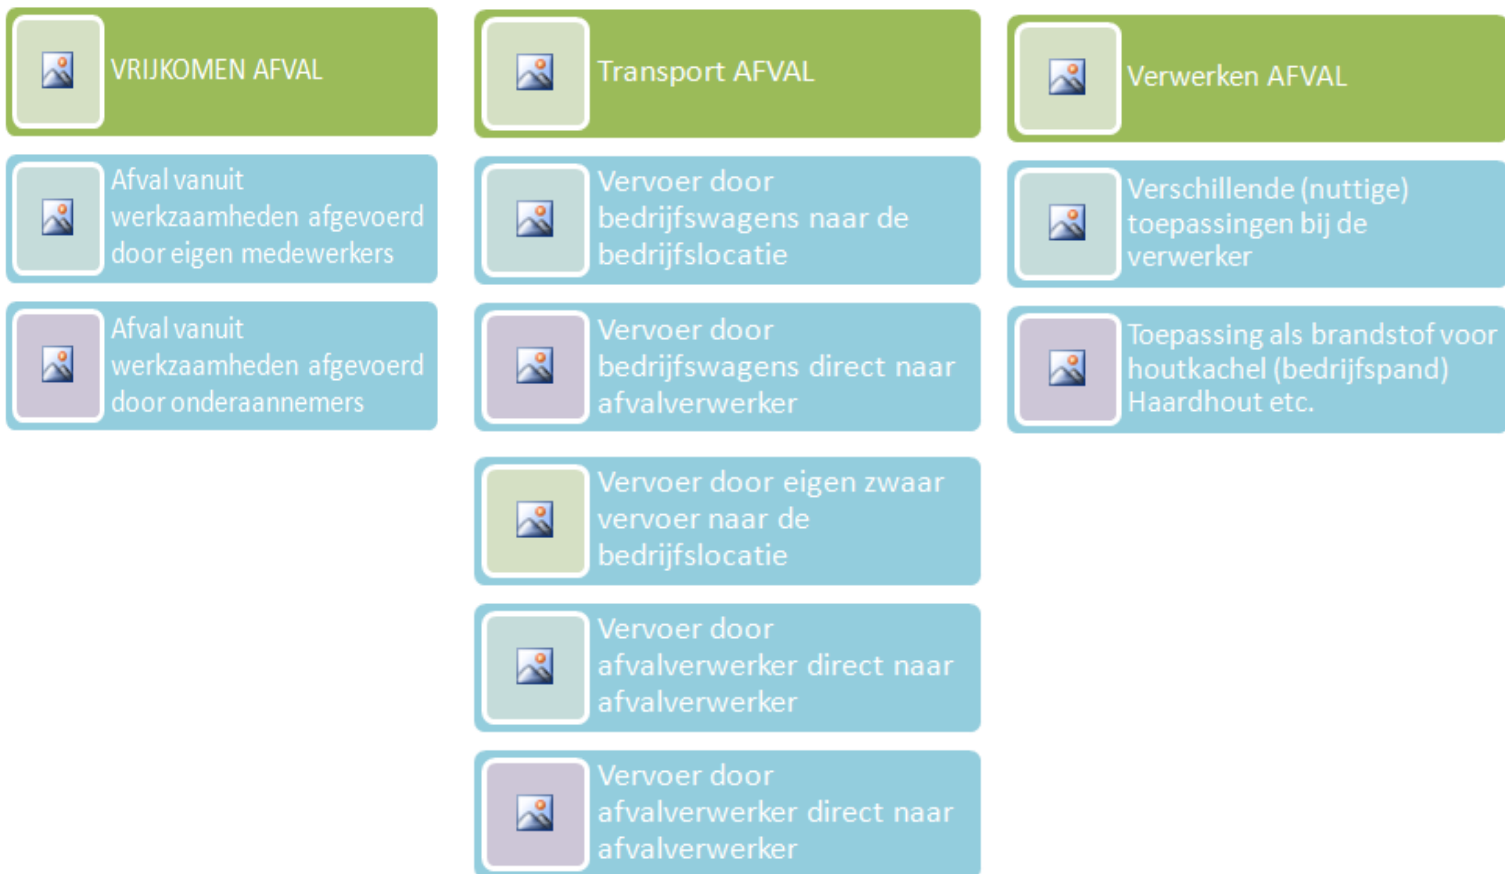 VRIJKOMEN AFVAL
Afval vanuit
werkzaamheden afgevoerd
door eigen medewerkers
Afval vanuit
werkzaamheden afgevoerd
door onderaannemers
Transport AFVAL
Vervoer door
bedrijfswagens naar de
bedrijfslocatie
Vervoer door
bedrijfswagens direct naar
afvalverwerker
Vervoer door eigen zwaar
vervoer naar de
bedrijfslocatie
Vervoer door
afvalverwerker direct naar
afvalverwerker
Vervoer door
afvalverwerker direct naar
afvalverwerker
Verwerken AFVAL
Verschillende (nuttige)
toepassingen bij de
verwerker
Toepassing als brandstof voor
houtkachel (bedrijfspand)
Haardhout etc.